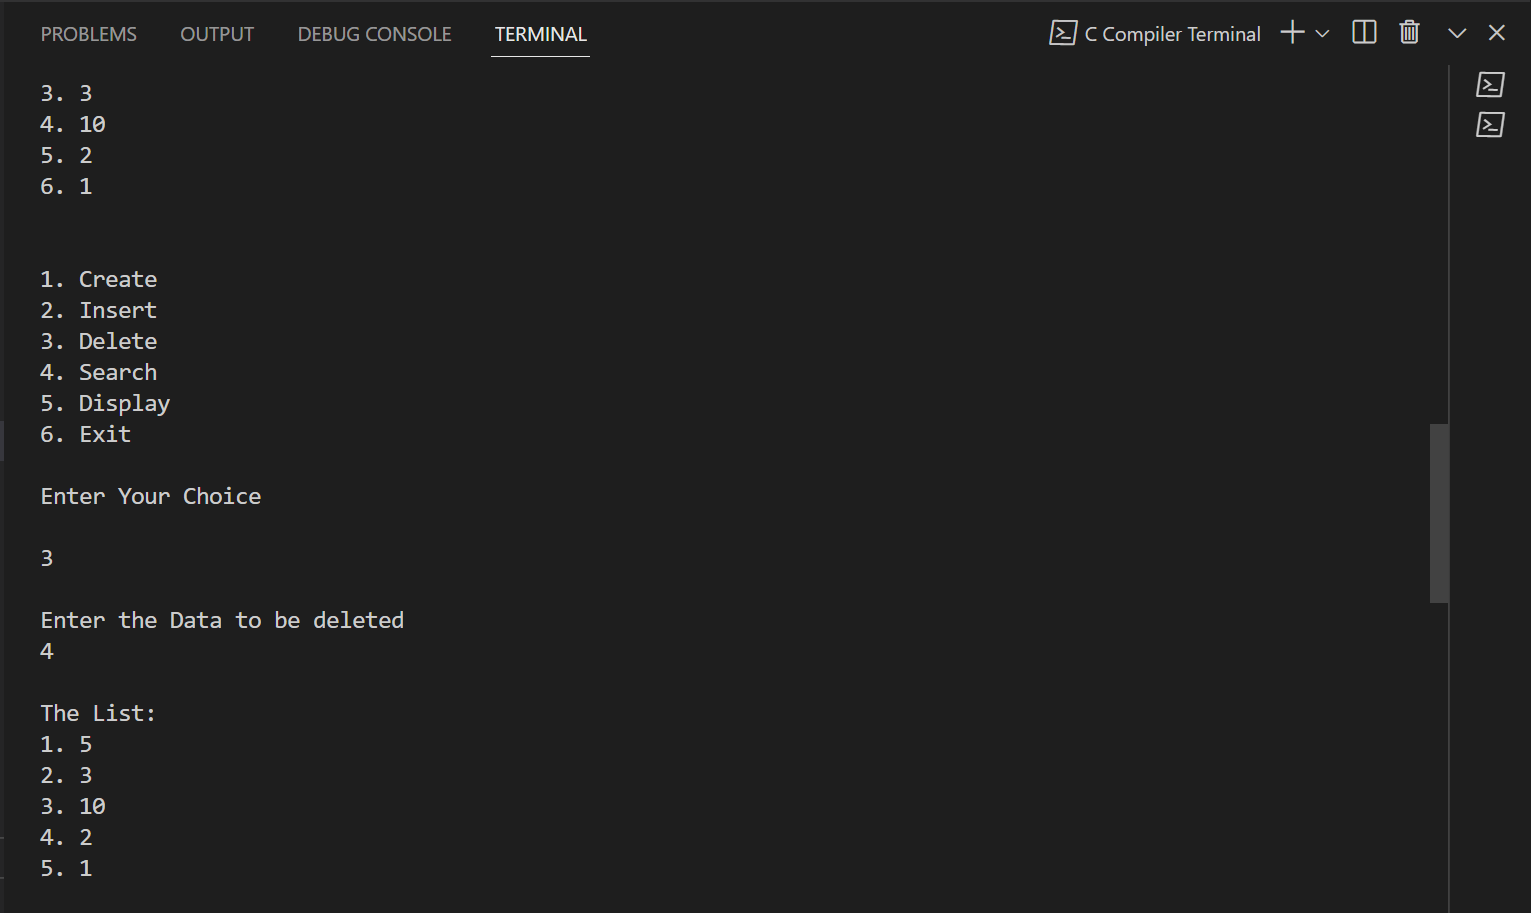 PROBLEMS OUTPUT DEBUG CONSOLE TERMINAL C Compiler Terminal
3. 3
4. 10
5. 2
6. 1
1. Create
2. Insert
3. Delete
4. Search
5. Display
6. Exit
Enter Your Choice
3
Enter the Data to be deleted
4
The List:
1. 5
2. 3
3. 10
4. 2
5. 1